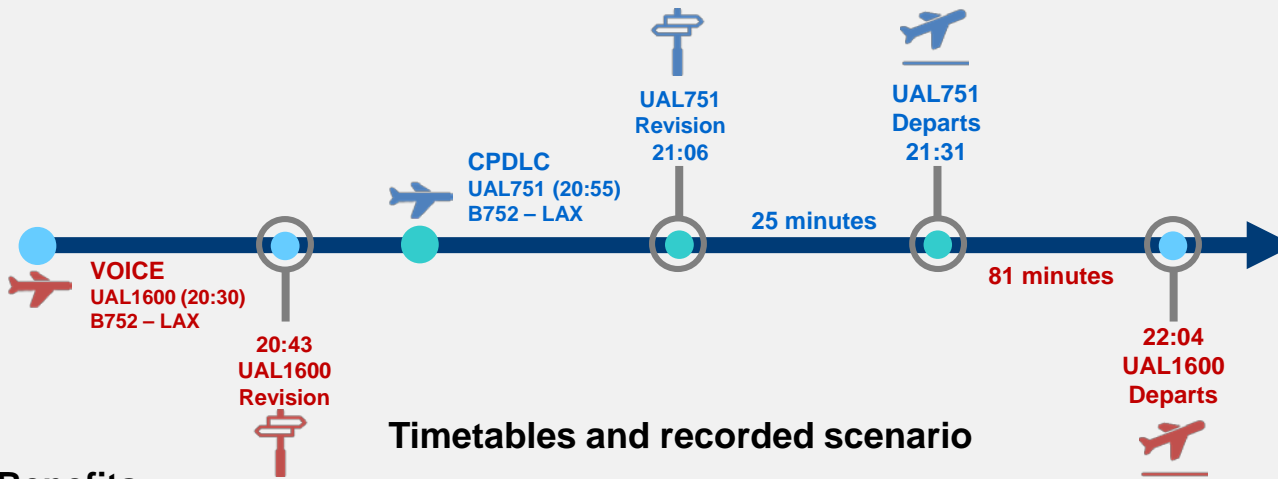 UAL751
Revision
21:06
UAL751
Departs
21:31
CPDLC
UAL751 (20:55)
B752 – LAX
25 minutes
VOICE
UAL1600 (20:30)
B752 – LAX
81 minutes
20:43
UAL1600
Revision
22:04
UAL1600
Departs
Timetables and recorded scenario
Benefits